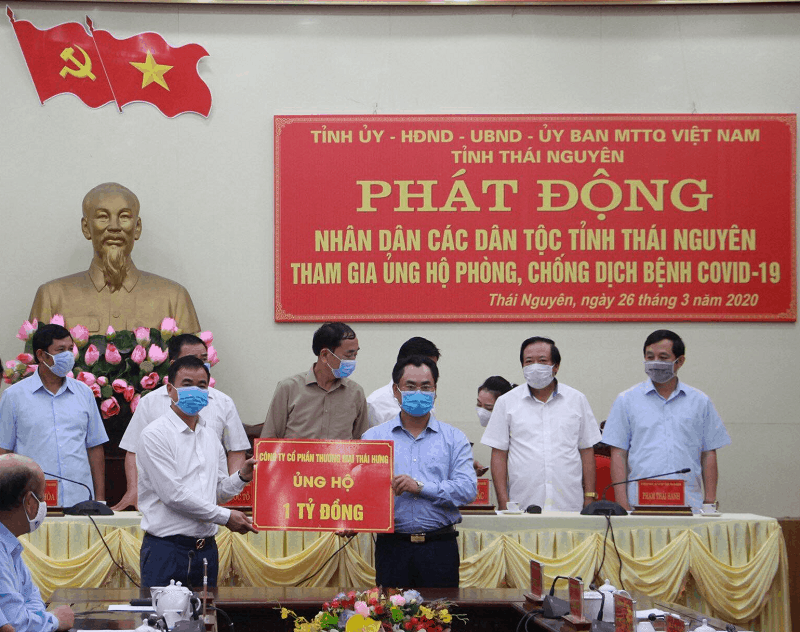 TỈNH ỦY - HĐND - UBND - ỦY BAN MTTQ VIỆT NAM
TỈNH THÁI NGUYÊN
PHÁT ĐỘNG
NHÂN DÂN CÁC DÂN TỘC TỈNH THÁI NGUYÊN
THAM GIA ỦNG HỘ PHÒNG, CHỐNG DỊCH BỆNH COVID-19
Thái Nguyên, ngày 26 tháng 3 năm 2020
CÔNG TY CỔ PHẦN THƯƠNG MẠI THÁI HƯNG
ỦNG HỘ
1 TỶ ĐỒNG